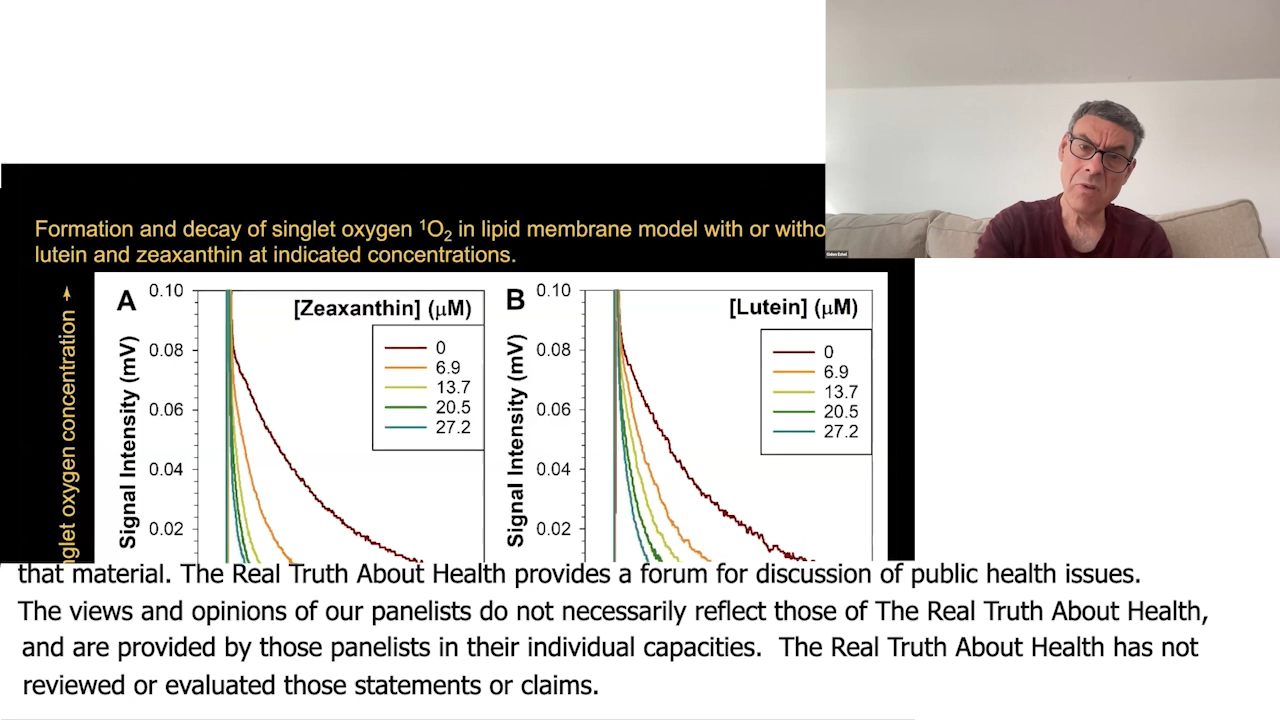 Formation and decay of singlet oxygen ¹O₂ in lipid membrane model with or witho
lutein and zeaxanthin at indicated concentrations.
nglet oxygen concentration →
A
[Zeaxanthin] (μM)
Signal Intensity (mV)
0.10
0.08
0.06
0.04
0.02
0
6.9
13.7
20.5
27.2
B
[Lutein] (μM)
Signal Intensity (mV)
0.10
0.08
0.06
0.04
0.02
0
6.9
13.7
20.5
27.2
that material. The Real Truth About Health provides a forum for discussion of public health issues.
The views and opinions of our panelists do not necessarily reflect those of The Real Truth About Health,
and are provided by those panelists in their individual capacities. The Real Truth About Health has not
reviewed or evaluated those statements or claims.